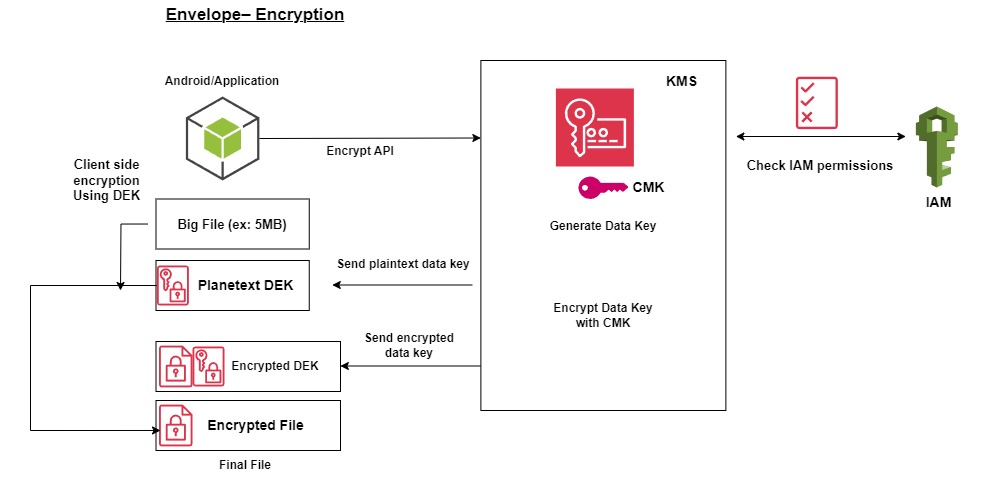 Envelope– Encryption
Android/Application
KMS
Encrypt API
Check IAM permissions
Client side
encryption
Using DEK
CMK
IAM
Big File (ex: 5MB)
Generate Data Key
Send plaintext data key
Planetext DEK
Encrypt Data Key
with CMK
Send encrypted
data key
Encrypted DEK
Encrypted File
Final File